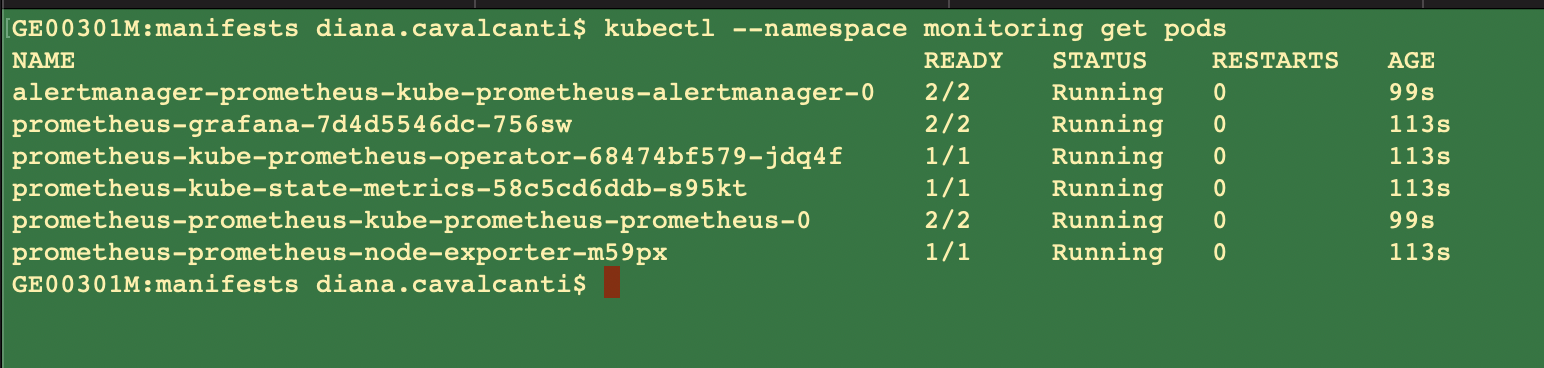 GE00301M:manifests diana.cavalcanti$ kubectl --namespace monitoring get pods
NAME READY STATUS RESTARTS AGE
alertmanager-prometheus-kube-prometheus-alertmanager-0 2/2 Running 0 99s
prometheus-grafana-7d4d5546dc-756sw 2/2 Running 0 113s
prometheus-kube-prometheus-operator-68474bf579-jdq4f 1/1 Running 0 113s
prometheus-kube-state-metrics-58c5cd6ddb-s95kt 1/1 Running 0 113s
prometheus-prometheus-kube-prometheus-prometheus-0 2/2 Running 0 99s
prometheus-prometheus-node-exporter-m59px 1/1 Running 0 113s
GE00301M:manifests diana.cavalcanti$